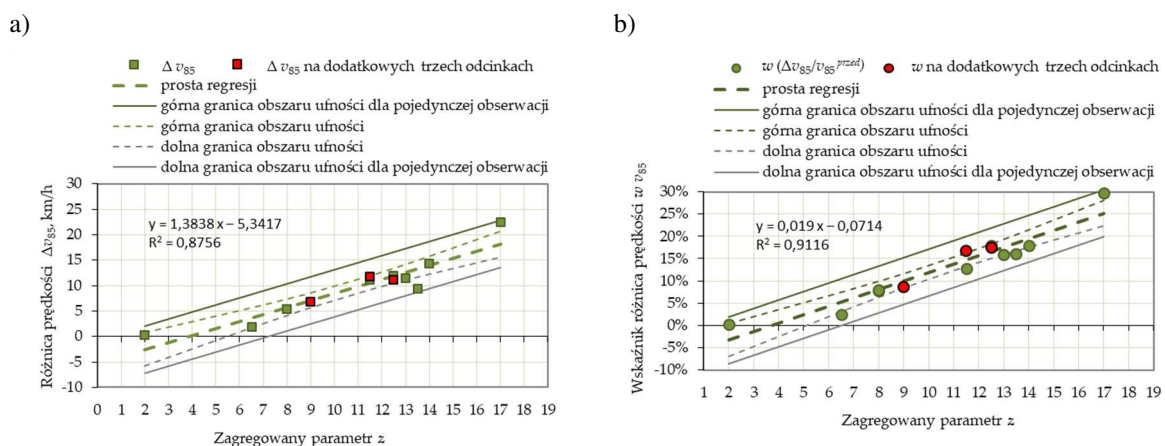 a)
Δ v85 Δ v85 na dodatkowych trzech odcinkach
prosta regresji
górna granica obszaru ufności dla pojedynczej obserwacji
górna granica obszaru ufności
dolna granica obszaru ufności
dolna granica obszaru ufności dla pojedynczej obserwacji
Różnica prędkości Δv85, km/h
30
25
20
15
10
5
0
-5
-10
y = 1,3838 x – 5,3417
R² = 0,8756
0 1 2 3 4 5 6 7 8 9 10 11 12 13 14 15 16 17 18 19
Zagregowany parametr z
b)
w (Δv85/v85przed) w na dodatkowych trzech odcinkach
prosta regresji
górna granica obszaru ufności dla pojedynczej obserwacji
górna granica obszaru ufności
dolna granica obszaru ufności
dolna granica obszaru ufności dla pojedynczej obserwacji
Wskaźnik różnica prędkości w v85
30%
25%
20%
15%
10%
5%
0%
-5%
-10%
y = 0,019 x – 0,0714
R² = 0,9116
1 2 3 4 5 6 7 8 9 10 11 12 13 14 15 16 17 18 19
Zagregowany parametr z